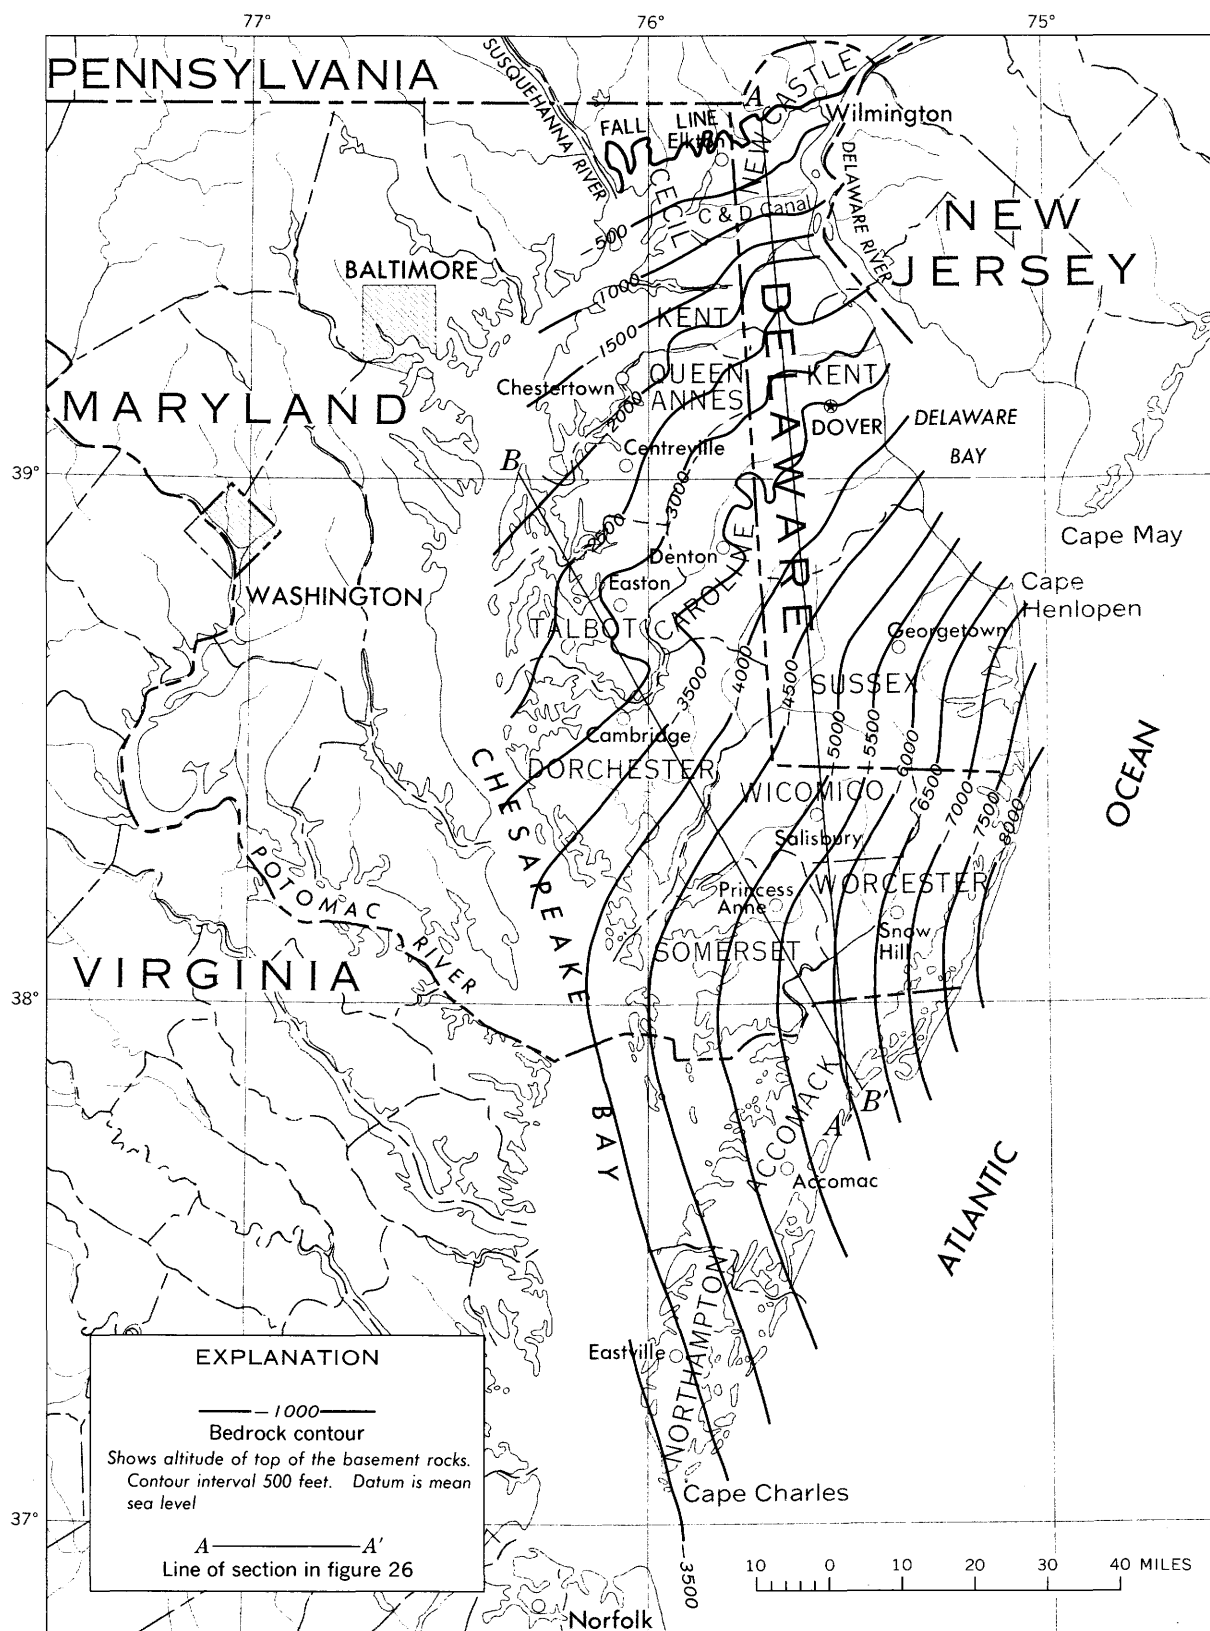 77° 76° 75°
PENNSYLVANIA
SUSQUEHANNA RIVER
A
NEW CASTLE
Wilmington
FALL LINE
Elkton
CECIL
DELAWARE RIVER
C & D Canal
NEW
JERSEY
-500
BALTIMORE
-1000
KENT
DELAWARE
-1500
Chestertown
QUEEN
ANNES
KENT
MARYLAND
-2000
DOVER
DELAWARE
BAY
Centreville
B
39°
-3000
-2500
Cape May
Denton
Easton
WASHINGTON
CAROLINE
Cape
Henlopen
TALBOT
Georgetown
-3500
-4000
-4500
SUSSEX
Cambridge
-5000
-5500
-6000
-6500
-7000
-7500
-8000
OCEAN
CHESAPEAKE
DORCHESTER
WICOMICO
Salisbury
POTOMAC
RIVER
WORCESTER
Princess
Anne
Snow
Hill
SOMERSET
VIRGINIA
38°
ACCOMACK
B'
A'
BAY
Accomac
ATLANTIC
NORTHAMPTON
Eastville
Cape Charles
37°
-3500
Norfolk
EXPLANATION
-1000
Bedrock contour
Shows altitude of top of the basement rocks.
Contour interval 500 feet. Datum is mean
sea level
A A'
Line of section in figure 26
10 0 10 20 30 40 MILES